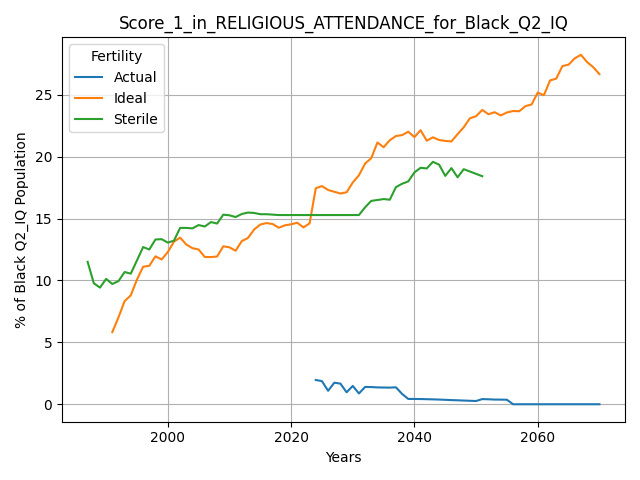 Score_1_in_RELIGIOUS_ATTENDANCE_for_Black_Q2_IQ
Fertility
Actual
Ideal
Sterile
% of Black Q2_IQ Population
25
20
15
10
5
0
2000
2020
2040
2060
Years